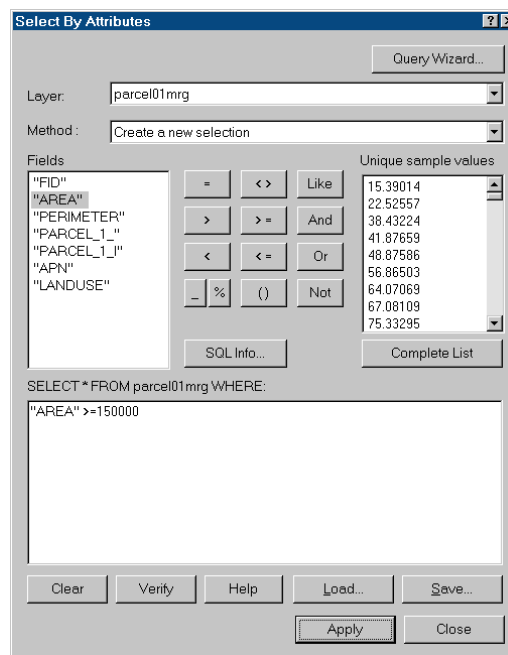 Select By Attributes
Query Wizard...
Layer: parcel01mrg
Method : Create a new selection
Fields
Unique sample values
"FID"
"AREA"
"PERIMETER"
"PARCEL_1_"
"PARCEL_1_I"
"APN"
"LANDUSE"
= <> Like
> >= And
< <= Or
_ % () Not
15.39014
22.52557
38.43224
41.87659
48.87586
56.86503
64.07069
67.08109
75.33295
SQL Info...
Complete List
SELECT * FROM parcel01mrg WHERE:
"AREA" >=150000
Clear Verify Help Load... Save...
Apply Close